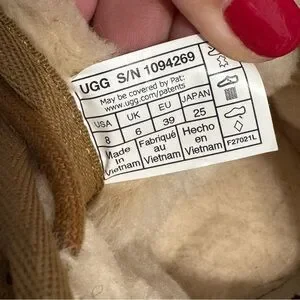 UGG S/N 1094269
May be covered by Pat:
www.ugg.com/patents
USA UK EU JAPAN
8 6 39 25
Made in Vietnam
Fabriqué au Vietnam
Hecho en Vietnam
F27021L